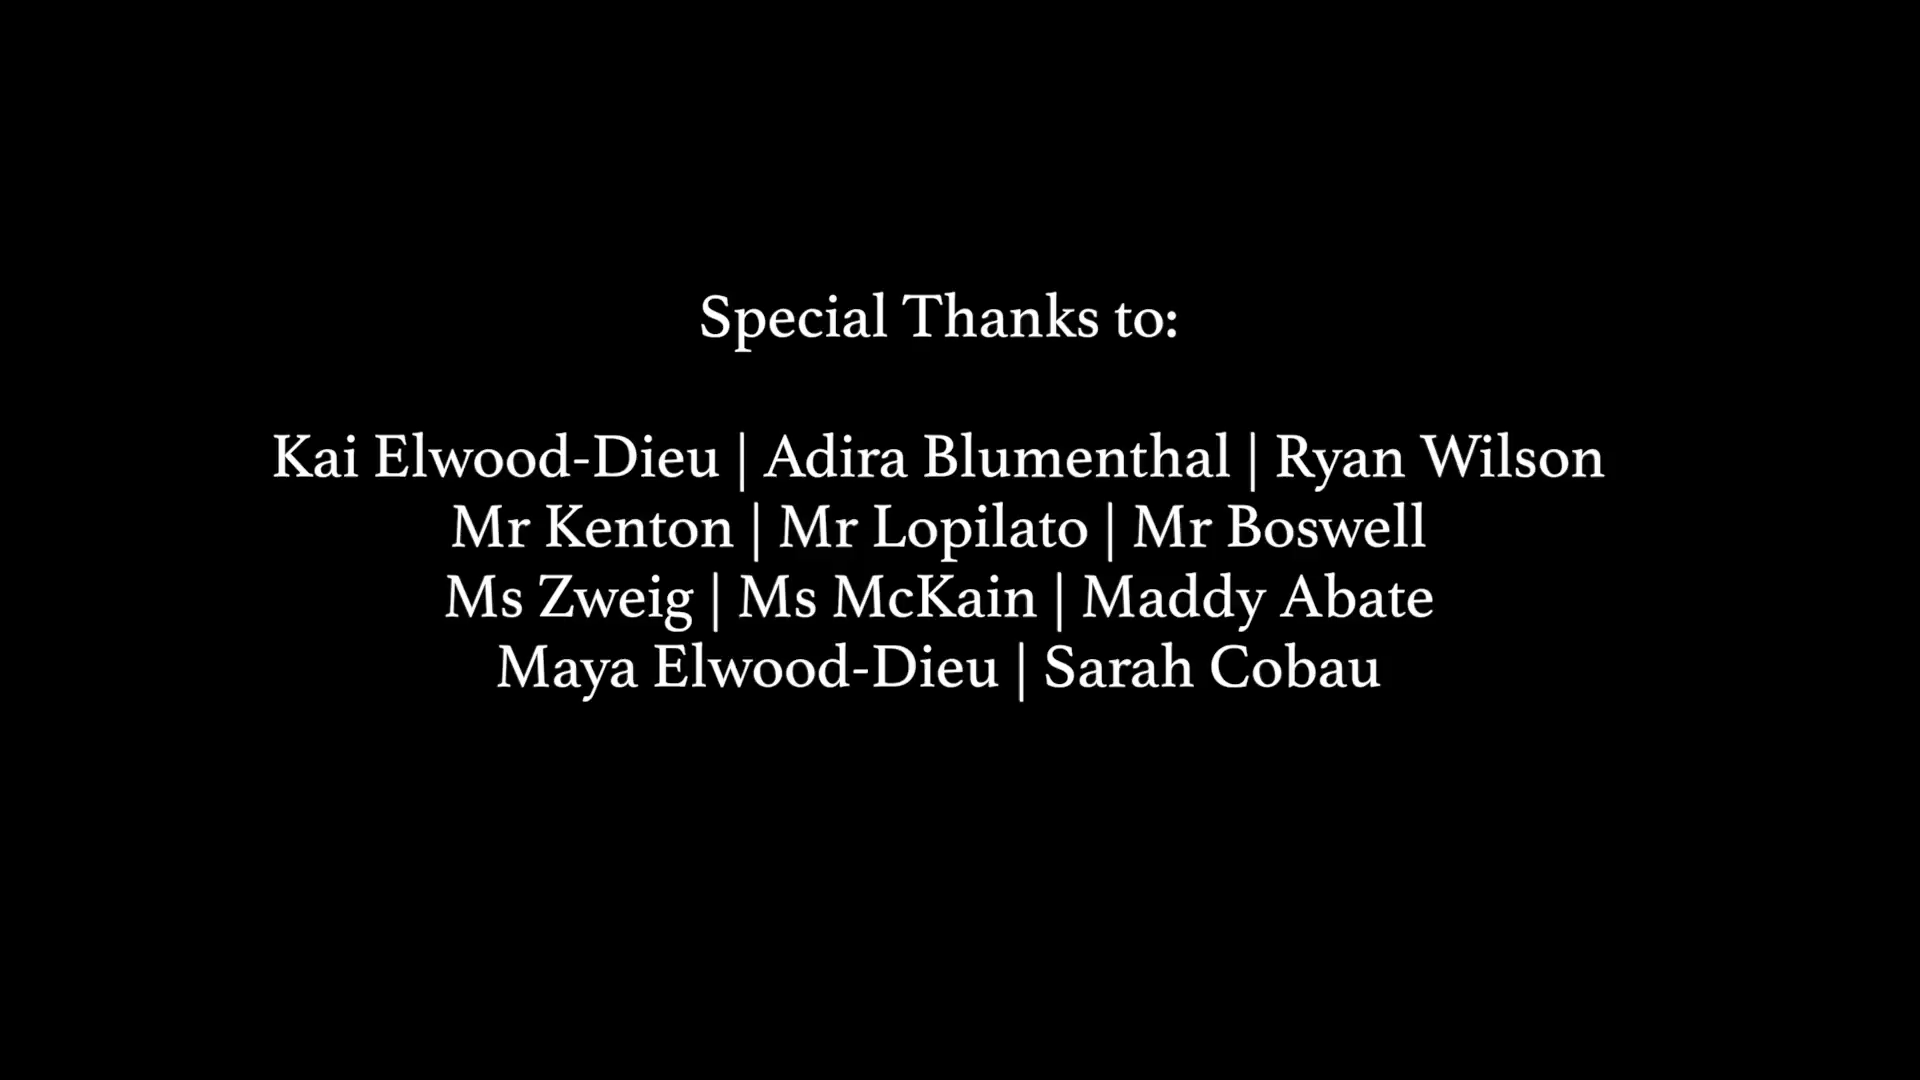 Special Thanks to:
Kai Elwood-Dieu | Adira Blumenthal | Ryan Wilson
Mr Kenton | Mr Lopilato | Mr Boswell
Ms Zweig | Ms McKain | Maddy Abate
Maya Elwood-Dieu | Sarah Cobau